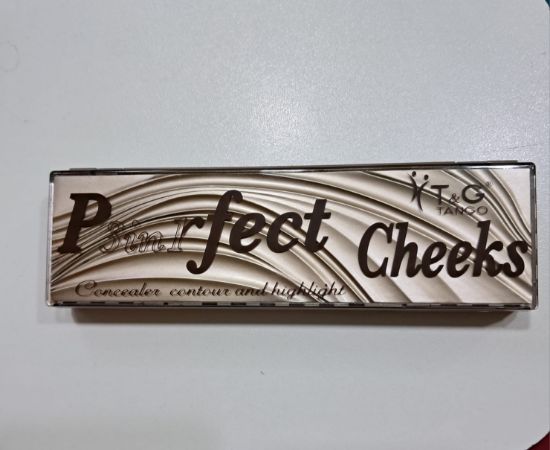 P3in1rfect
Cheeks
T&G®
TANGO
Concealer contour and highlight